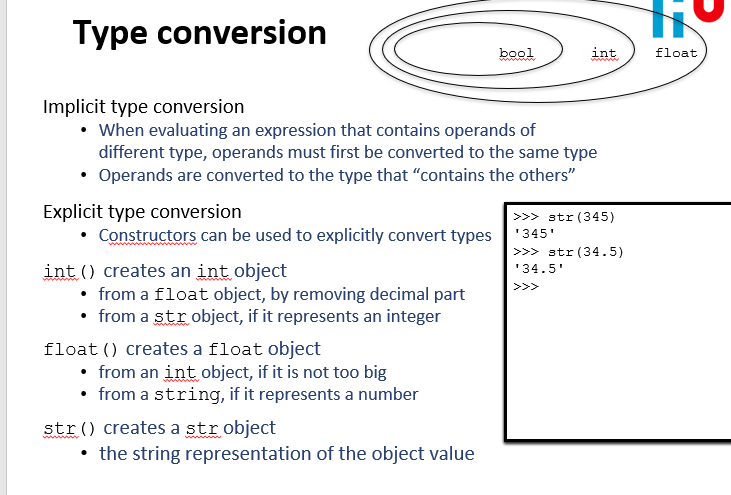 Type conversion
bool int float
Implicit type conversion
• When evaluating an expression that contains operands of
different type, operands must first be converted to the same type
• Operands are converted to the type that “contains the others”
Explicit type conversion
• Constructors can be used to explicitly convert types
int() creates an int object
• from a float object, by removing decimal part
• from a str object, if it represents an integer
float() creates a float object
• from an int object, if it is not too big
• from a string, if it represents a number
str() creates a str object
• the string representation of the object value
>>> str(345)
'345'
>>> str(34.5)
'34.5'
>>>